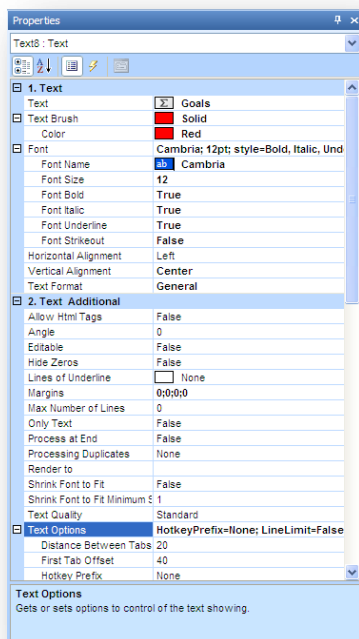 Properties
Text8 : Text
1. Text
Text Σ Goals
Text Brush Solid
Color Red
Font Cambria; 12pt; style=Bold, Italic, Und
Font Name ab Cambria
Font Size 12
Font Bold True
Font Italic True
Font Underline True
Font Strikeout False
Horizontal Alignment Left
Vertical Alignment Center
Text Format General
2. Text Additional
Allow Html Tags False
Angle 0
Editable False
Hide Zeros False
Lines of Underline None
Margins 0;0;0;0
Max Number of Lines 0
Only Text False
Process at End False
Processing Duplicates None
Render to
Shrink Font to Fit False
Shrink Font to Fit Minimum S 1
Text Quality Standard
Text Options HotkeyPrefix=None; LineLimit=False
Distance Between Tabs 20
First Tab Offset 40
Hotkey Prefix None
Text Options
Gets or sets options to control of the text showing.